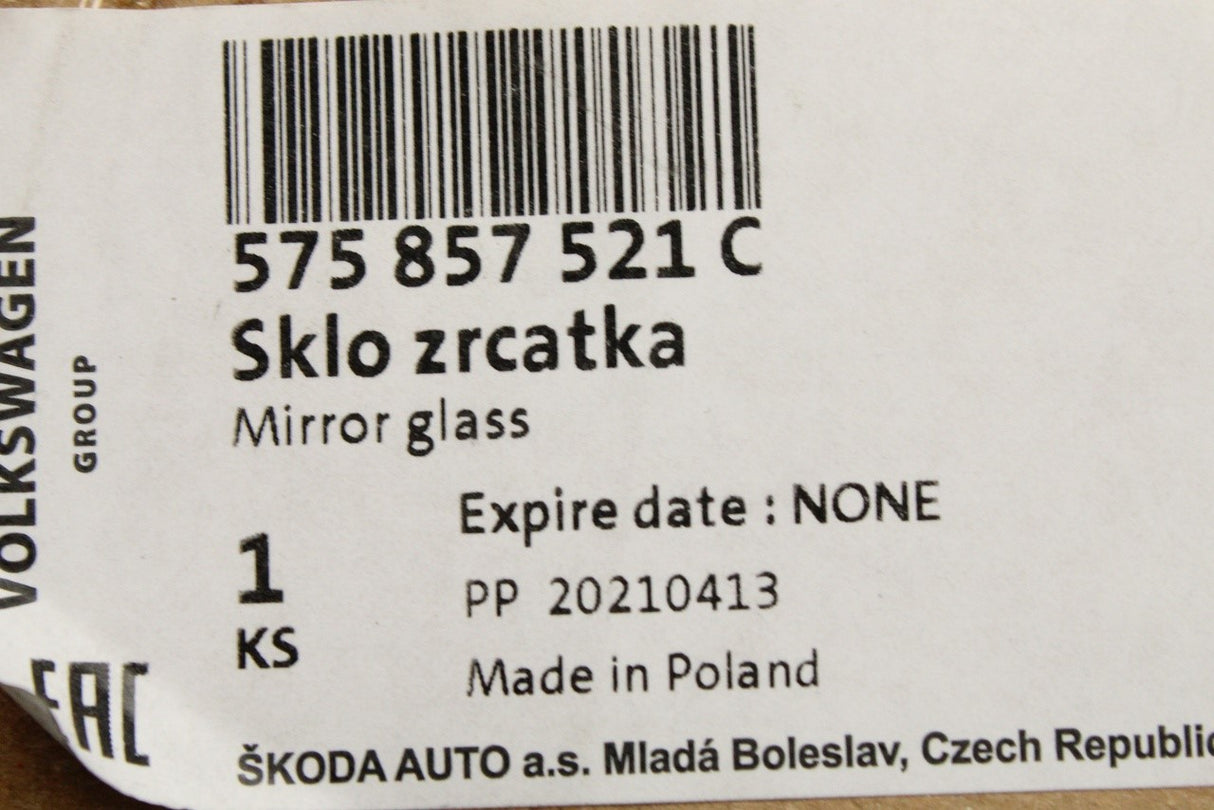 575 857 521 C
Sklo zrcatka
Mirror glass
Expire date : NONE
1
KS
PP 20210413
Made in Poland
ŠKODA AUTO a.s. Mladá Boleslav, Czech Republic
VOLKSWAGEN
GROUP
EAC